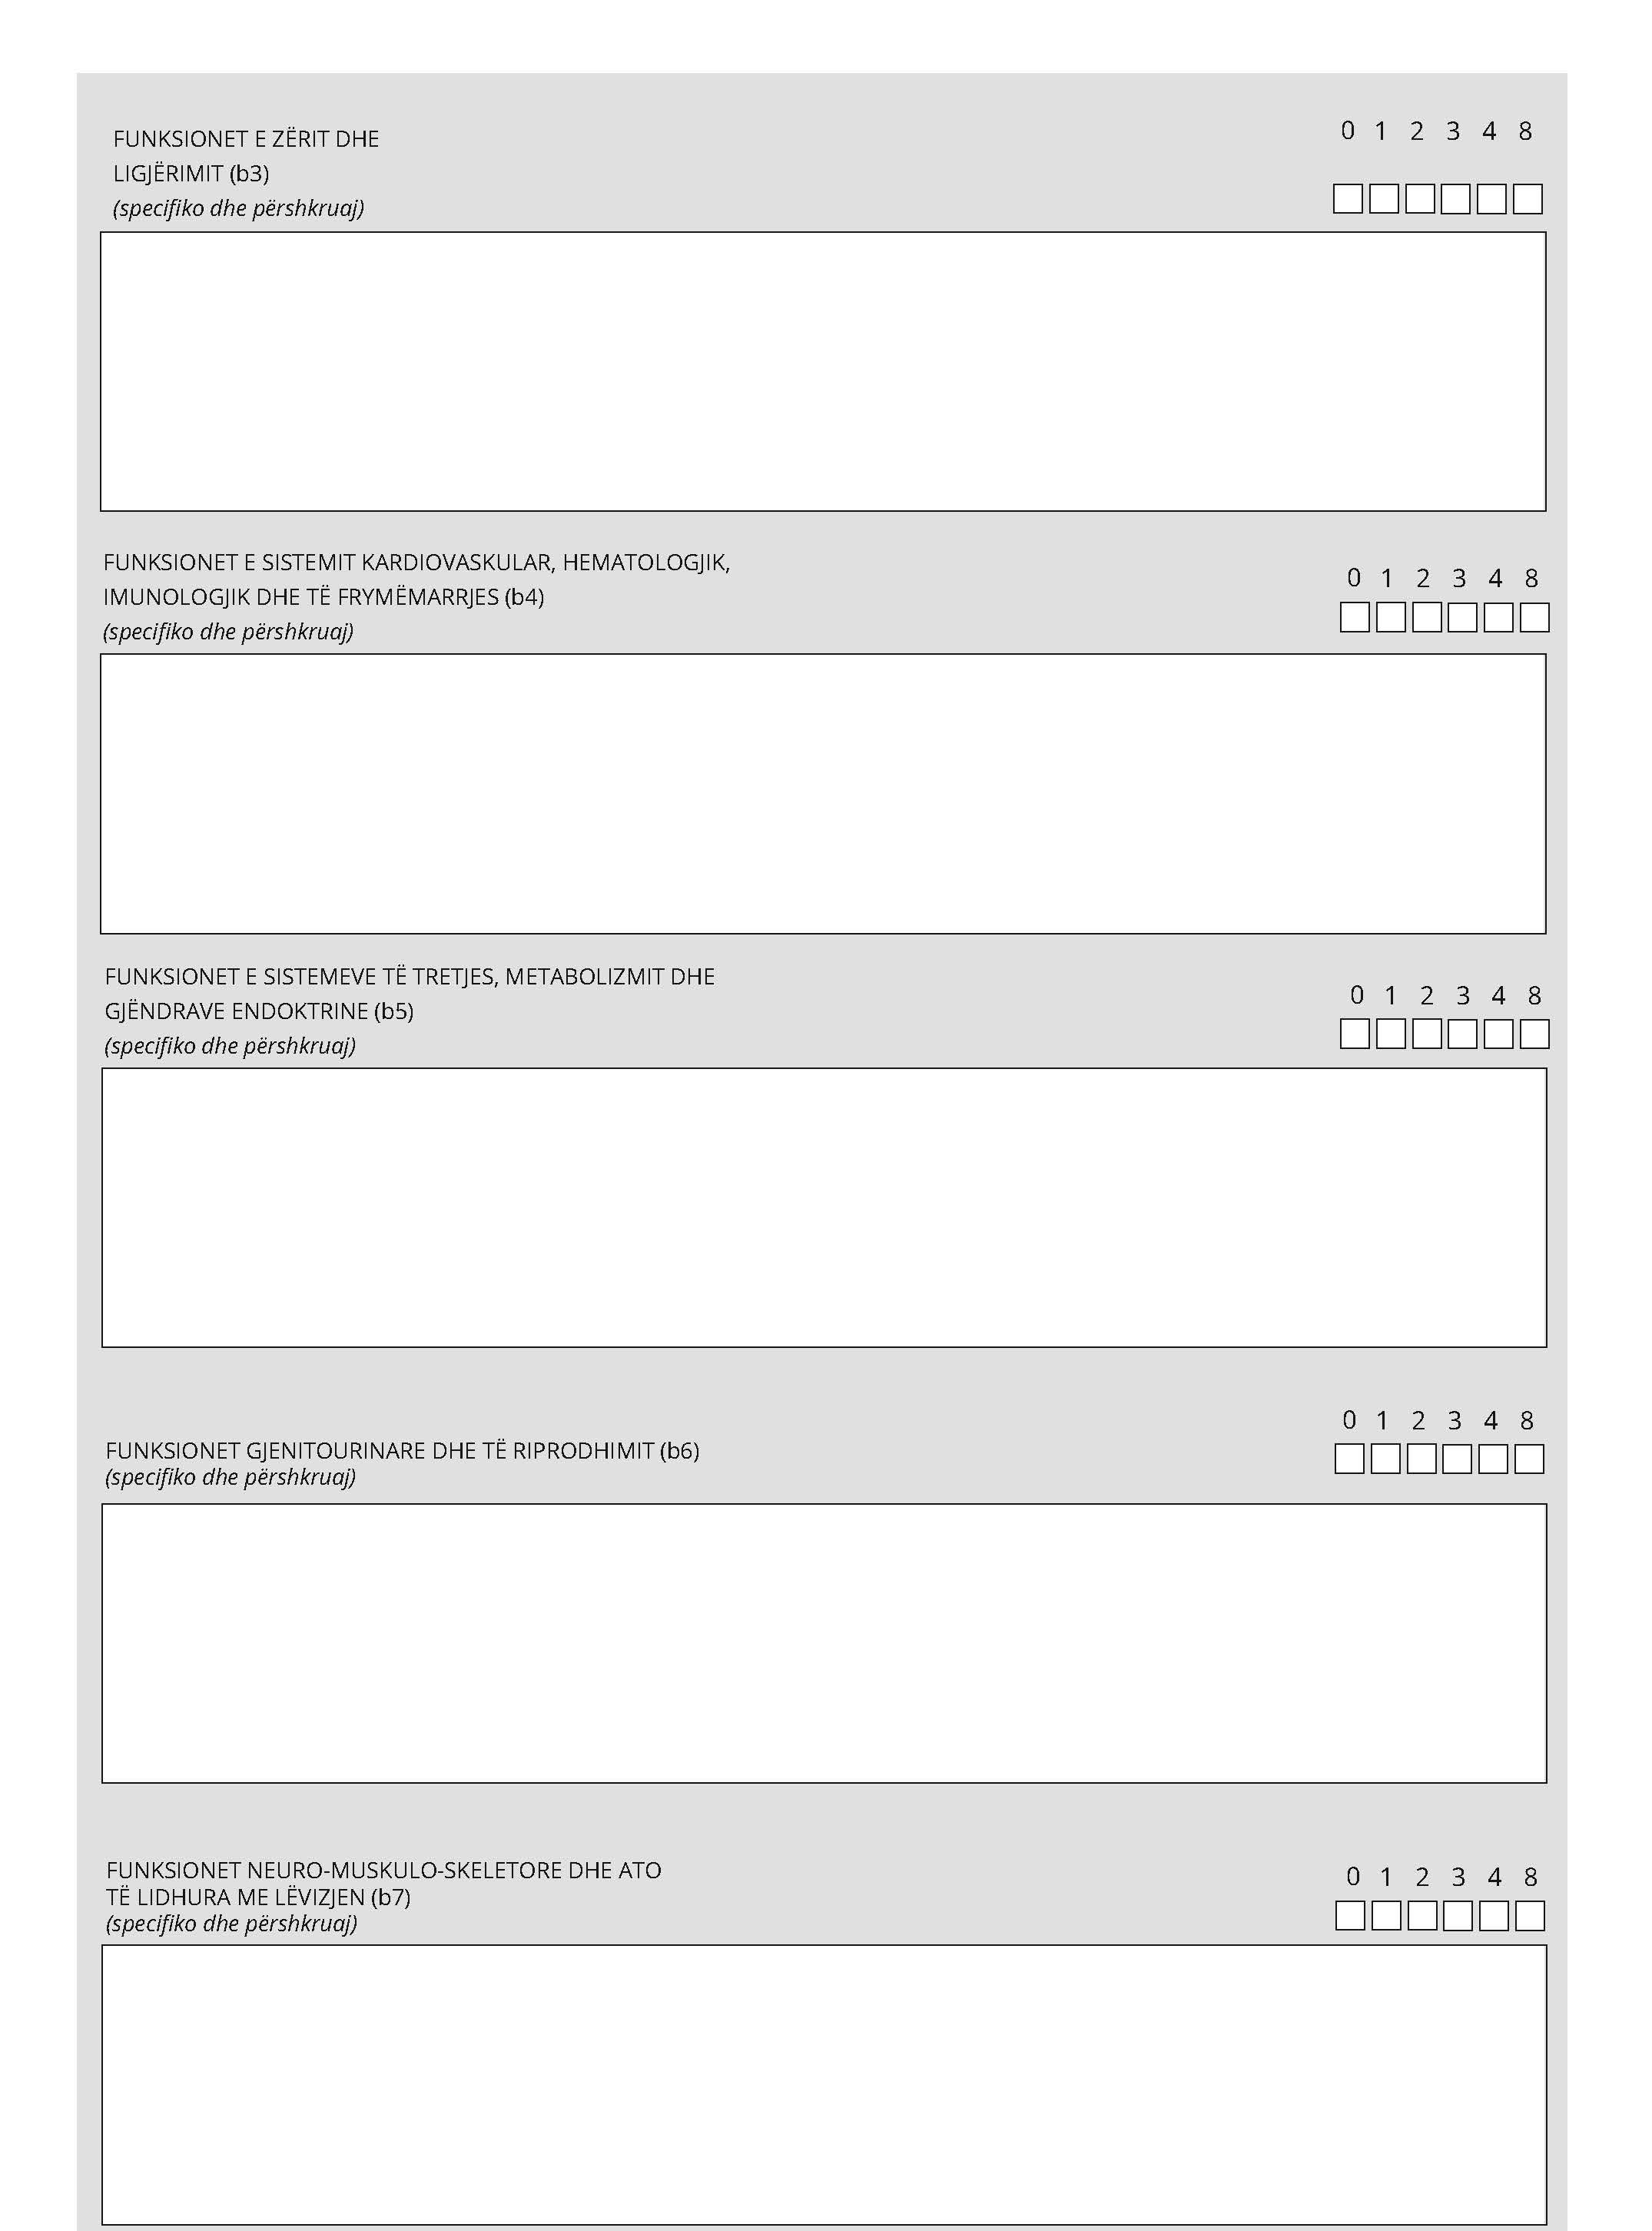 FUNKSIONET E ZËRIT DHE
LIGJËRIMIT (b3)
(specifiko dhe përshkruaj)
0 1 2 3 4 8
FUNKSIONET E SISTEMIT KARDIOVASKULAR, HEMATOLOGJIK,
IMUNOLOGJIK DHE TË FRYMËMARRJES (b4)
(specifiko dhe përshkruaj)
0 1 2 3 4 8
FUNKSIONET E SISTEMEVE TË TRETJES, METABOLIZMIT DHE
GJËNDRAVE ENDOKTRINE (b5)
(specifiko dhe përshkruaj)
0 1 2 3 4 8
FUNKSIONET GJENITOURINARE DHE TË RIPRODHIMIT (b6)
(specifiko dhe përshkruaj)
0 1 2 3 4 8
FUNKSIONET NEURO-MUSKULO-SKELETORE DHE ATO
TË LIDHURA ME LËVIZJEN (b7)
(specifiko dhe përshkruaj)
0 1 2 3 4 8